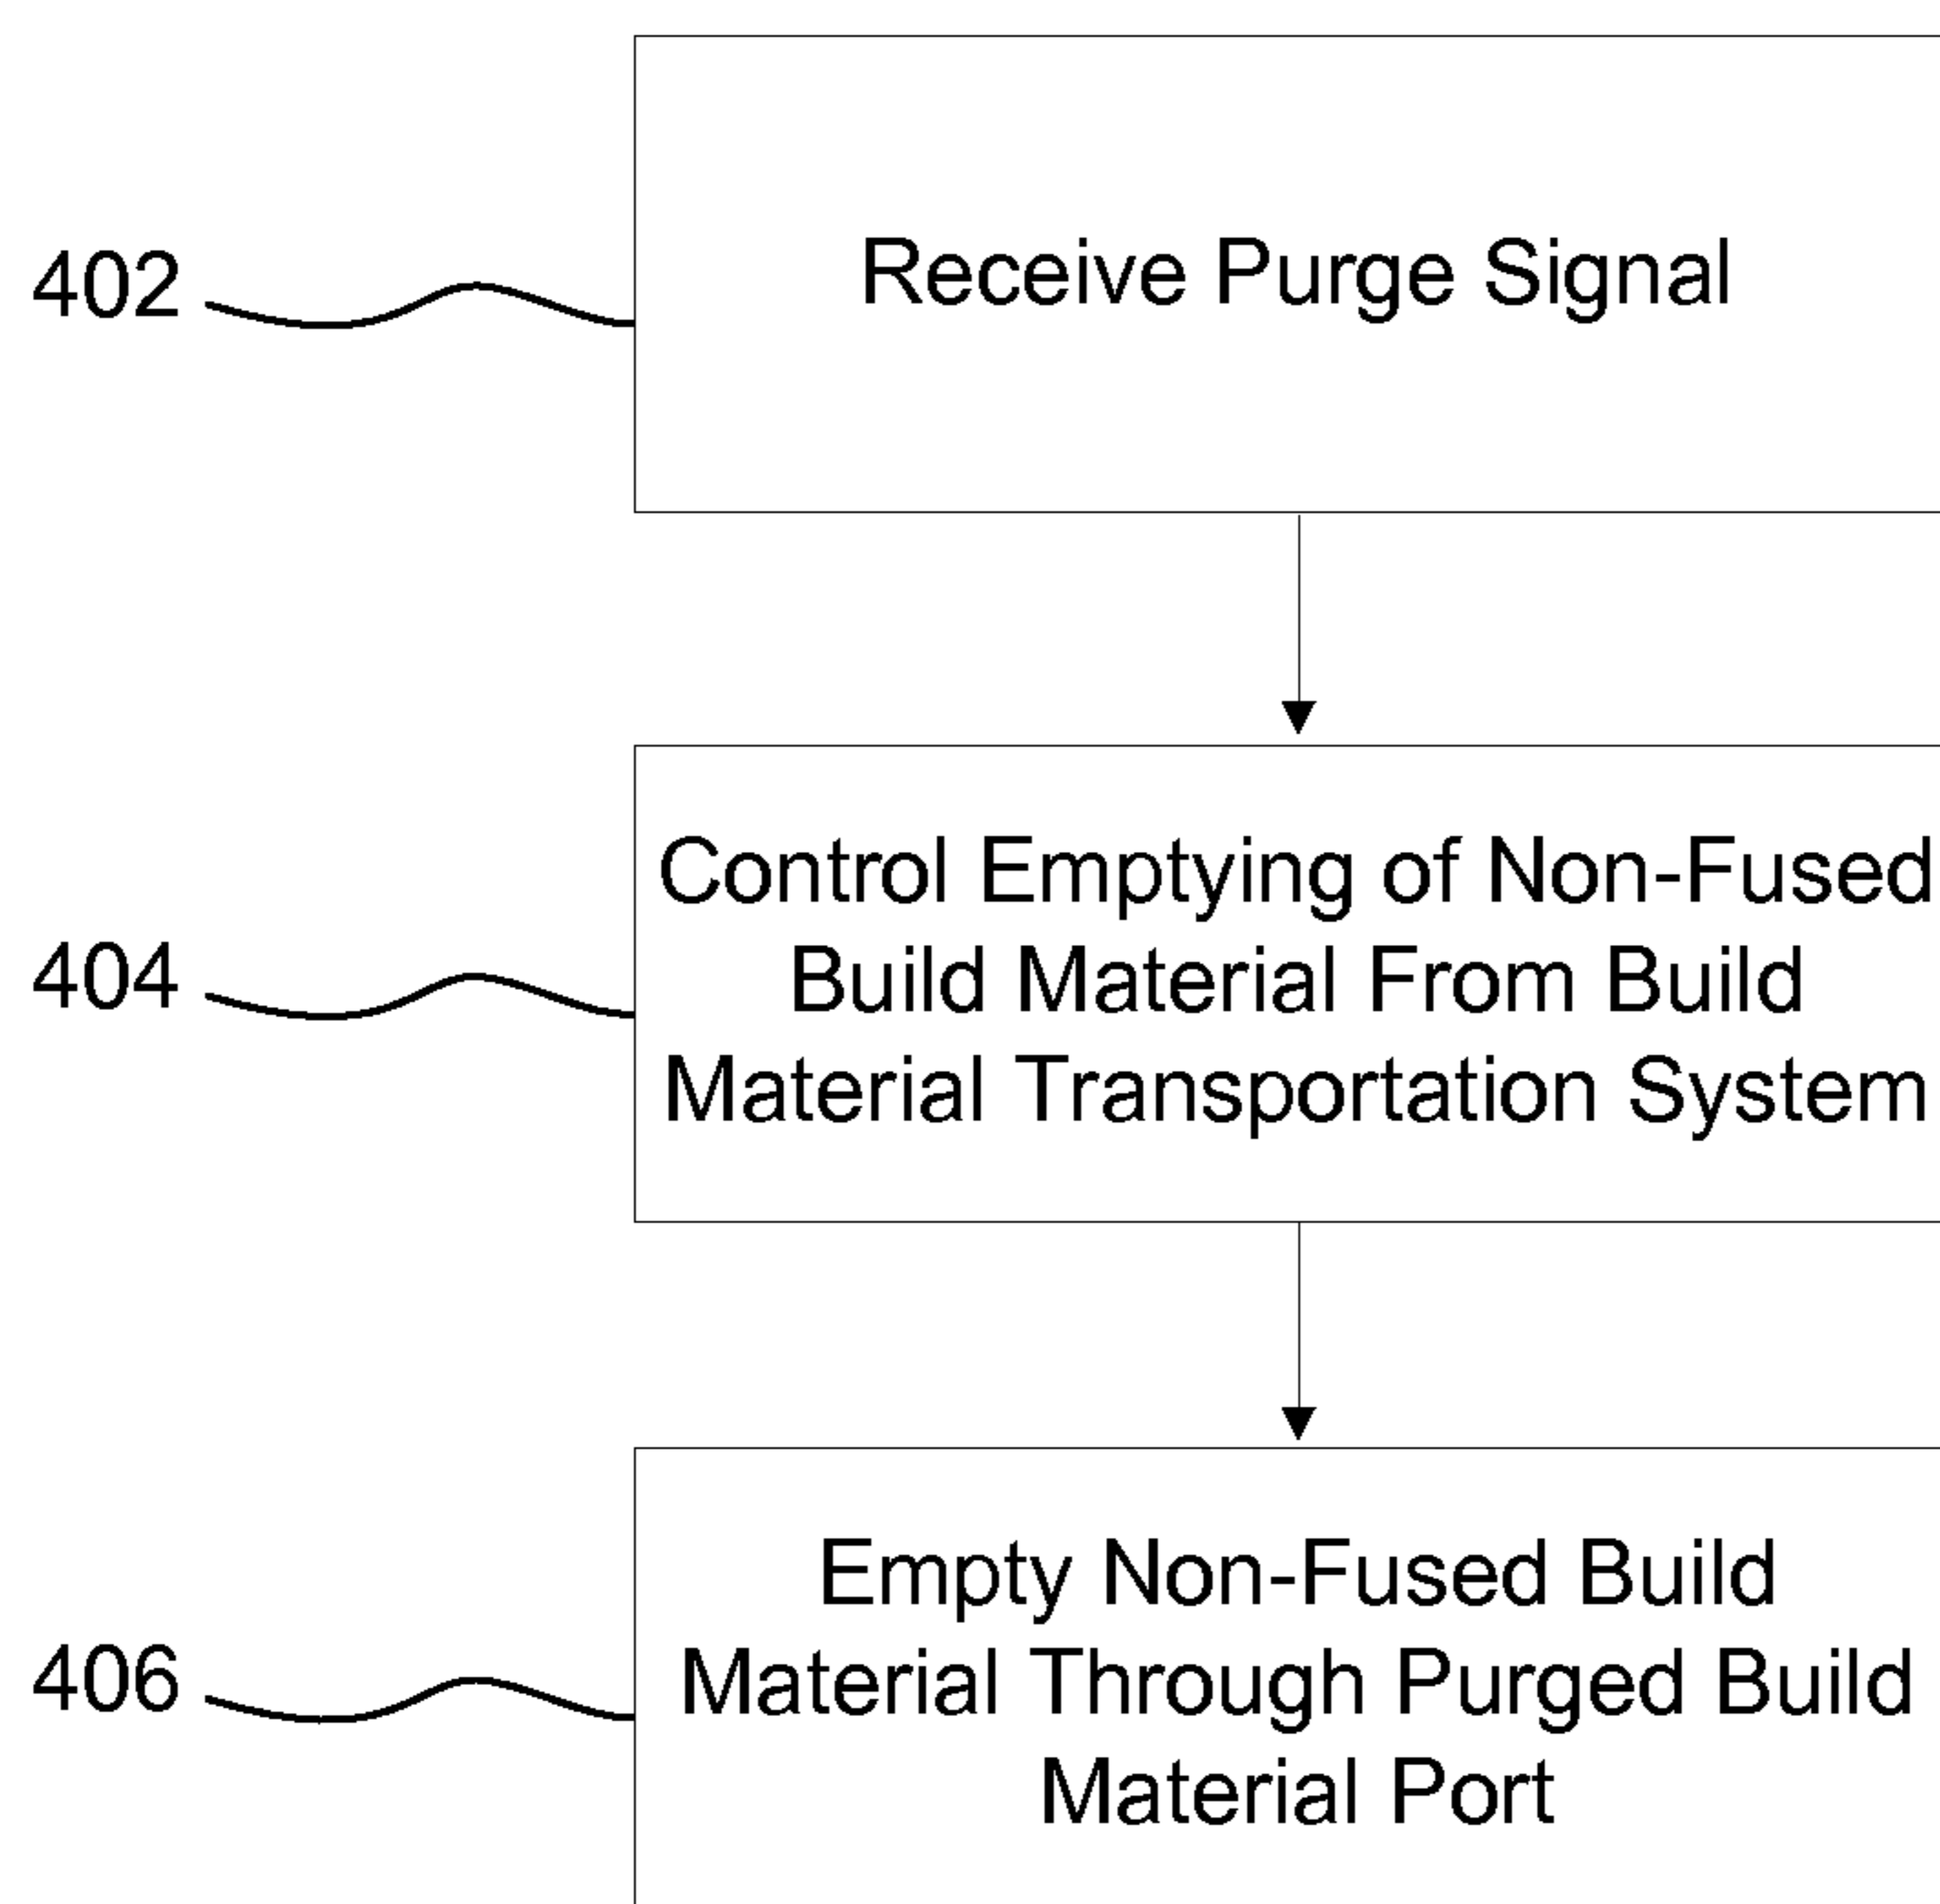 402
Receive Purge Signal
Control Emptying of Non-Fused
Build Material From Build
404
Material Transportation System
Empty Non-Fused Build
406
Material Through Purged Build
Material Port